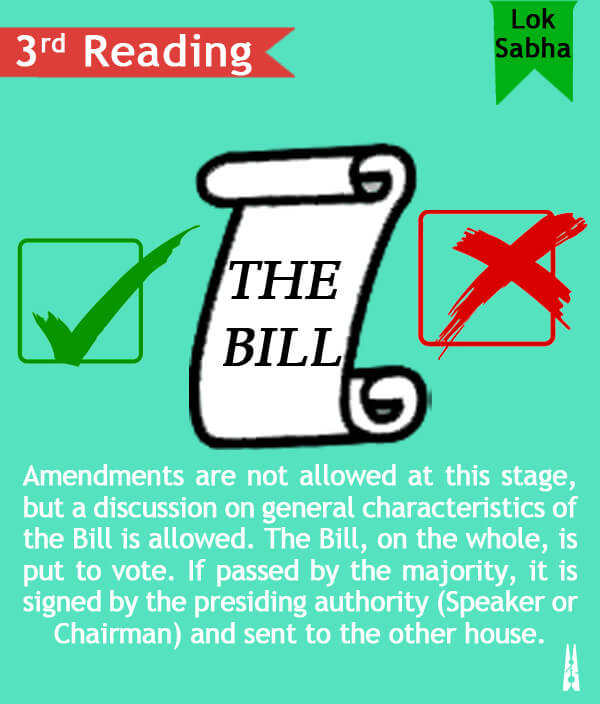 3rd Reading
Lok
Sabha
THE
BILL
Amendments are not allowed at this stage,
but a discussion on general characteristics of
the Bill is allowed. The Bill, on the whole, is
put to vote. If passed by the majority, it is
signed by the presiding authority (Speaker or
Chairman) and sent to the other house.